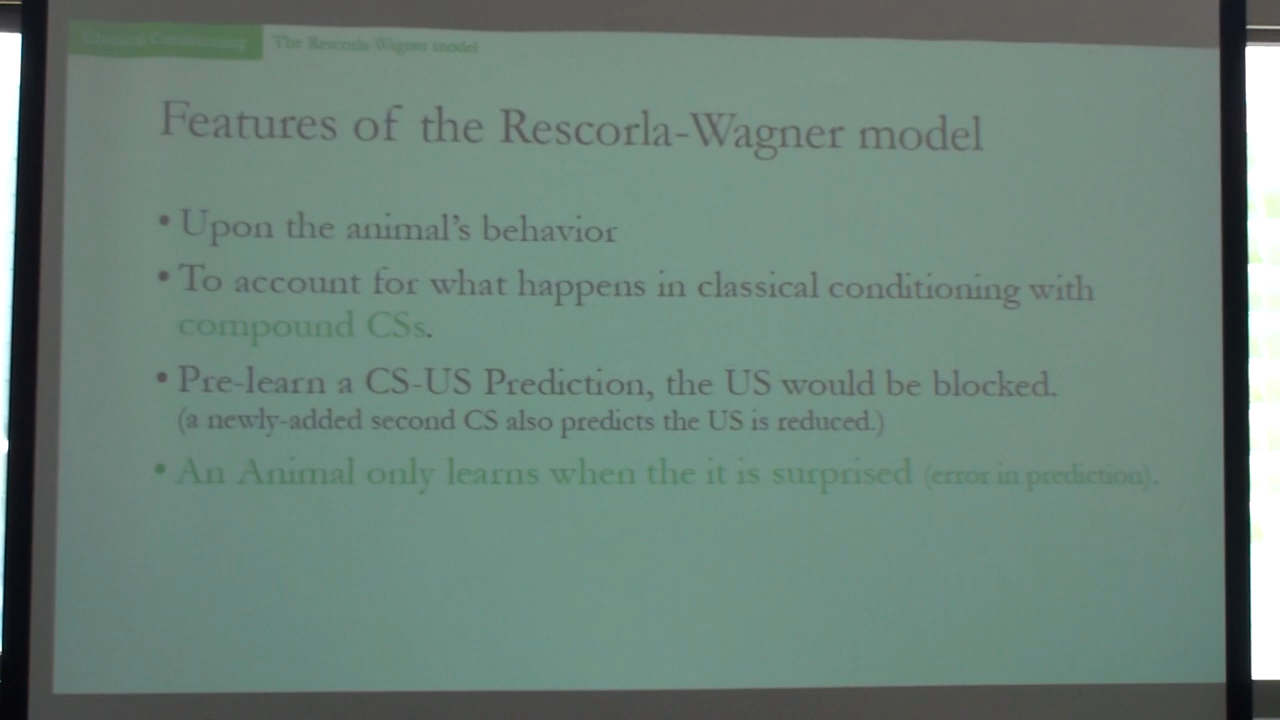 Classical Conditioning
The Rescorla-Wagner model
Features of the Rescorla-Wagner model
• Upon the animal's behavior
• To account for what happens in classical conditioning with
compound CSs.
• Pre-learn a CS-US Prediction, the US would be blocked.
(a newly-added second CS also predicts the US is reduced.)
• An Animal only learns when the it is surprised (error in prediction).